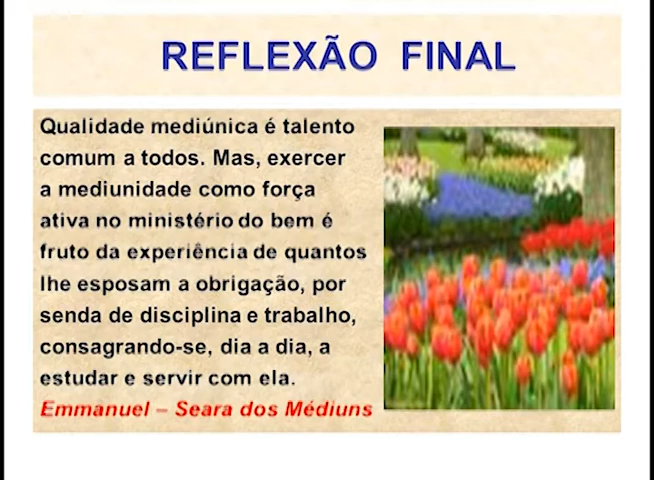 REFLEXÃO FINAL
Qualidade mediúnica é talento
comum a todos. Mas, exercer
a mediunidade como força
ativa no ministério do bem é
fruto da experiência de quantos
lhe esposam a obrigação, por
senda de disciplina e trabalho,
consagrando-se, dia a dia, a
estudar e servir com ela.
Emmanuel – Seara dos Médiuns